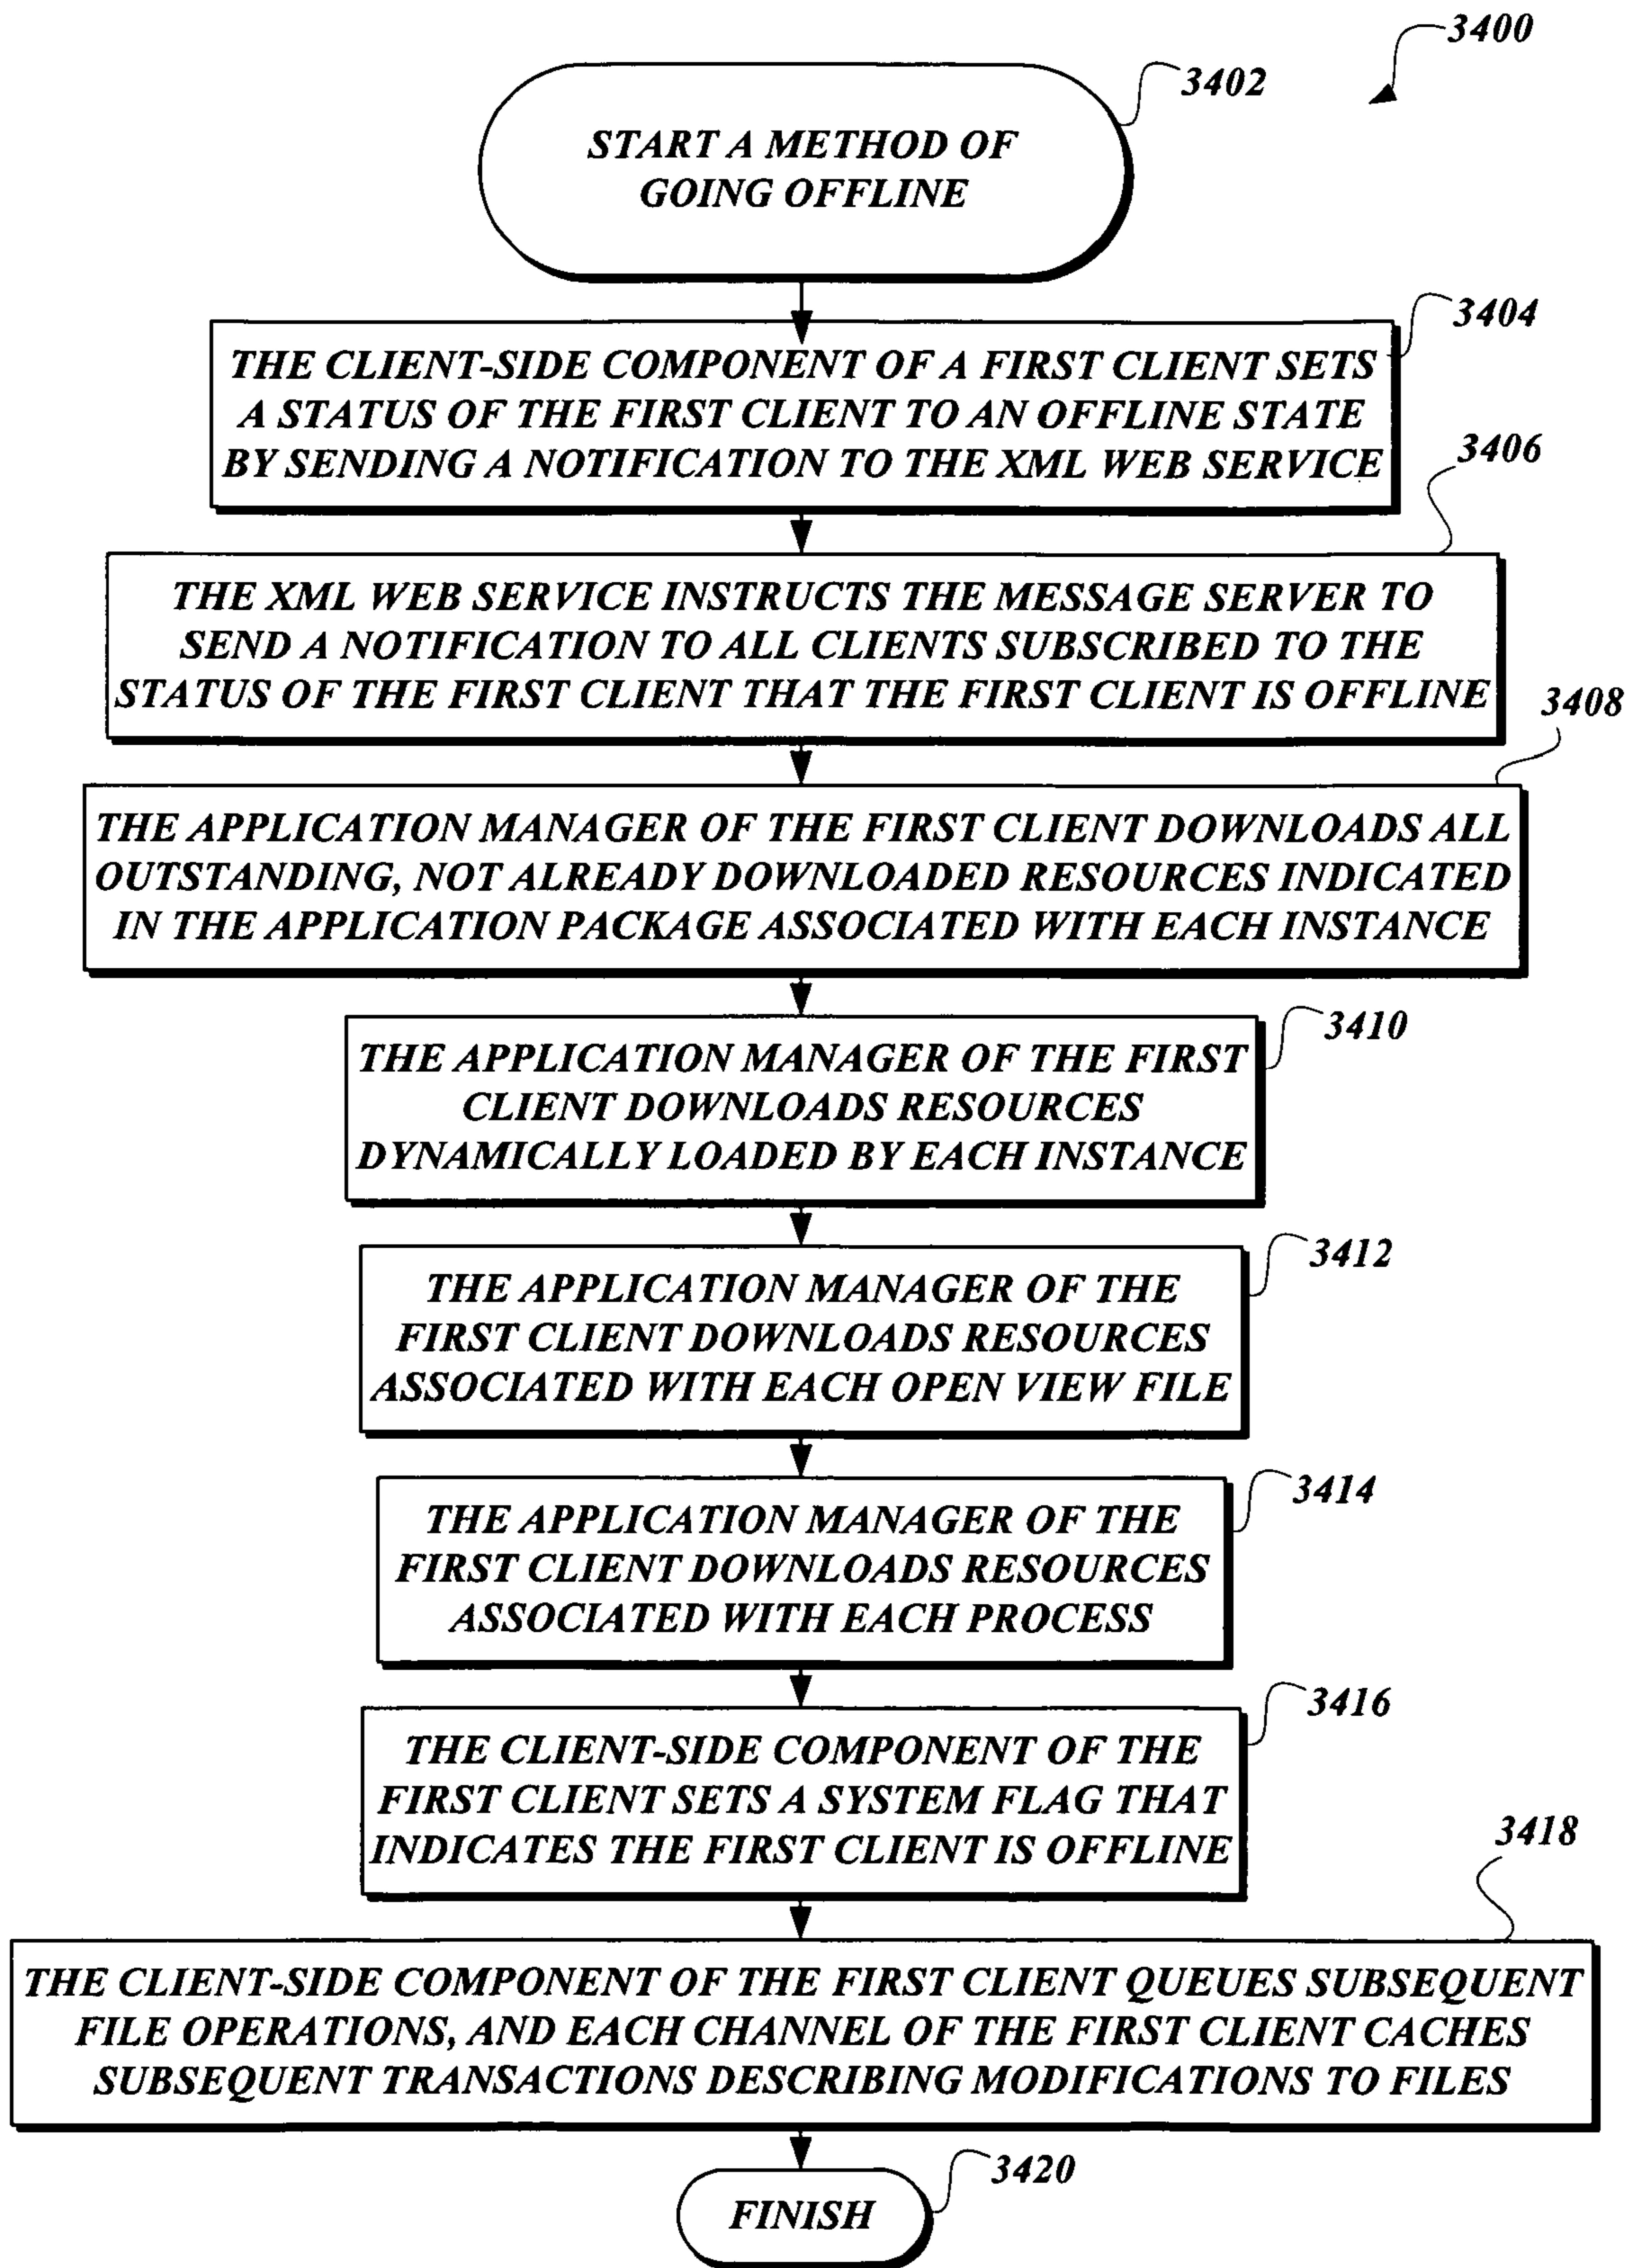 3400
3402
START A METHOD OF
GOING OFFLINE
3404
THE CLIENT-SIDE COMPONENT OF A FIRST CLIENT SETS
A STATUS OF THE FIRST CLIENT TO AN OFFLINE STATE
BY SENDING A NOTIFICATION TO THE XML WEB SERVICE
3406
THE XML WEB SERVICE INSTRUCTS THE MESSAGE SERVER TO
SEND A NOTIFICATION TO ALL CLIENTS SUBSCRIBED TO THE
STATUS OF THE FIRST CLIENT THAT THE FIRST CLIENT IS OFFLINE
3408
THE APPLICATION MANAGER OF THE FIRST CLIENT DOWNLOADS ALL
OUTSTANDING, NOT ALREADY DOWNLOADED RESOURCES INDICATED
IN THE APPLICATION PACKAGE ASSOCIATED WITH EACH INSTANCE
3410
THE APPLICATION MANAGER OF THE FIRST
CLIENT DOWNLOADS RESOURCES
DYNAMICALLY LOADED BY EACH INSTANCE
3412
THE APPLICATION MANAGER OF THE
FIRST CLIENT DOWNLOADS RESOURCES
ASSOCIATED WITH EACH OPEN VIEW FILE
3414
THE APPLICATION MANAGER OF THE
FIRST CLIENT DOWNLOADS RESOURCES
ASSOCIATED WITH EACH PROCESS
3416
THE CLIENT-SIDE COMPONENT OF THE
FIRST CLIENT SETS A SYSTEM FLAG THAT
INDICATES THE FIRST CLIENT IS OFFLINE
3418
THE CLIENT-SIDE COMPONENT OF THE FIRST CLIENT QUEUES SUBSEQUENT
FILE OPERATIONS, AND EACH CHANNEL OF THE FIRST CLIENT CACHES
SUBSEQUENT TRANSACTIONS DESCRIBING MODIFICATIONS TO FILES
3420
FINISH